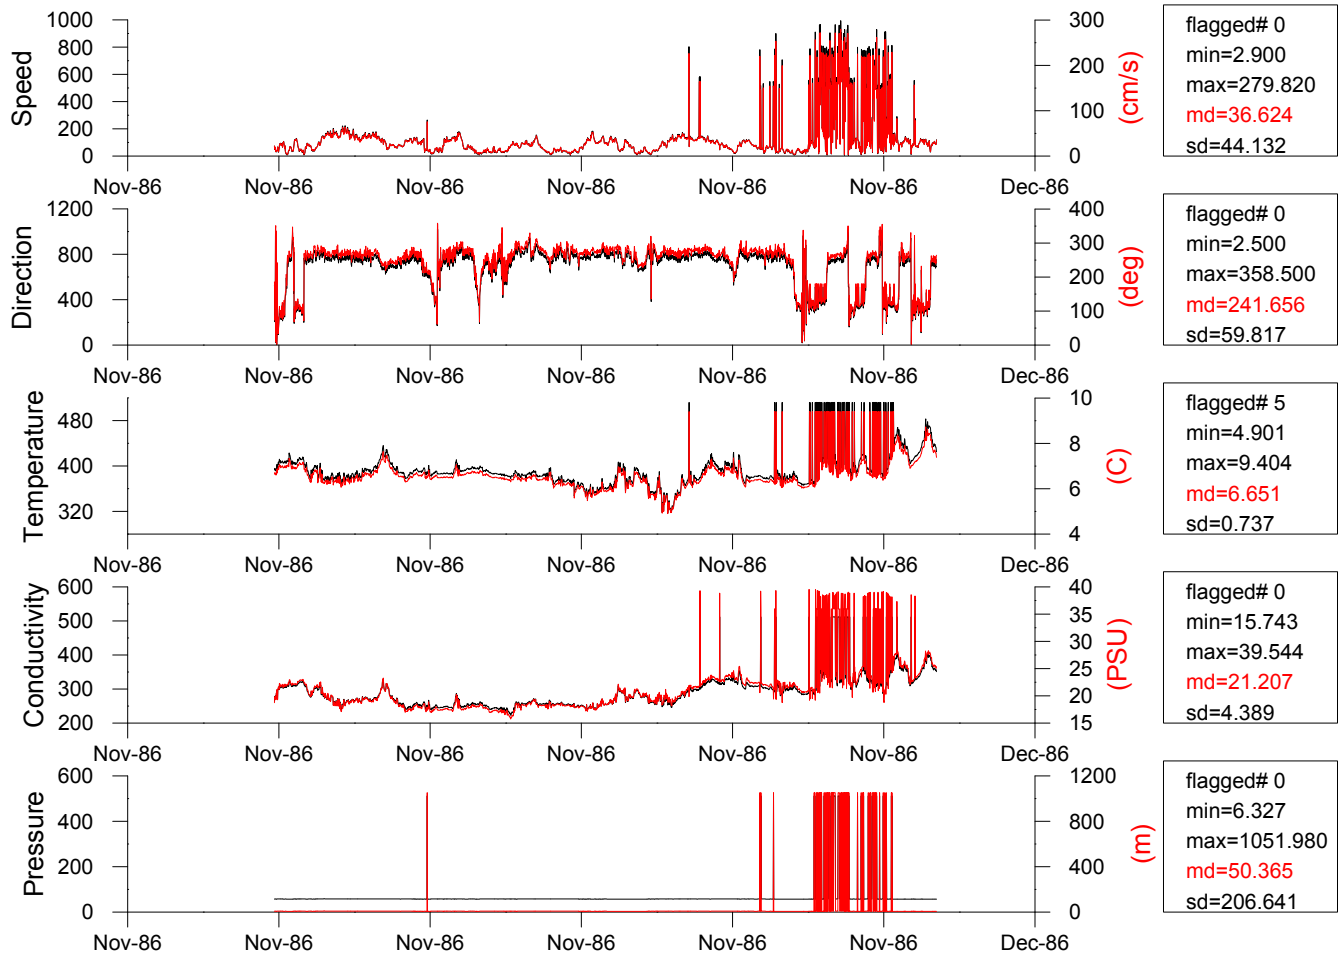 Speed
1000
800
600
400
200
0
300
200
100
0
(cm/s)
flagged# 0
min=2.900
max=279.820
md=36.624
sd=44.132
Nov-86 Nov-86 Nov-86 Nov-86 Nov-86 Nov-86 Dec-86
Direction
1200
800
400
0
400
300
200
100
0
(deg)
flagged# 0
min=2.500
max=358.500
md=241.656
sd=59.817
Nov-86 Nov-86 Nov-86 Nov-86 Nov-86 Nov-86 Dec-86
Temperature
480
400
320
10
8
6
4
(C)
flagged# 5
min=4.901
max=9.404
md=6.651
sd=0.737
Nov-86 Nov-86 Nov-86 Nov-86 Nov-86 Nov-86 Dec-86
Conductivity
600
500
400
300
200
40
35
30
25
20
15
(PSU)
flagged# 0
min=15.743
max=39.544
md=21.207
sd=4.389
Nov-86 Nov-86 Nov-86 Nov-86 Nov-86 Nov-86 Dec-86
Pressure
600
400
200
0
1200
800
400
0
(m)
flagged# 0
min=6.327
max=1051.980
md=50.365
sd=206.641
Nov-86 Nov-86 Nov-86 Nov-86 Nov-86 Nov-86 Dec-86